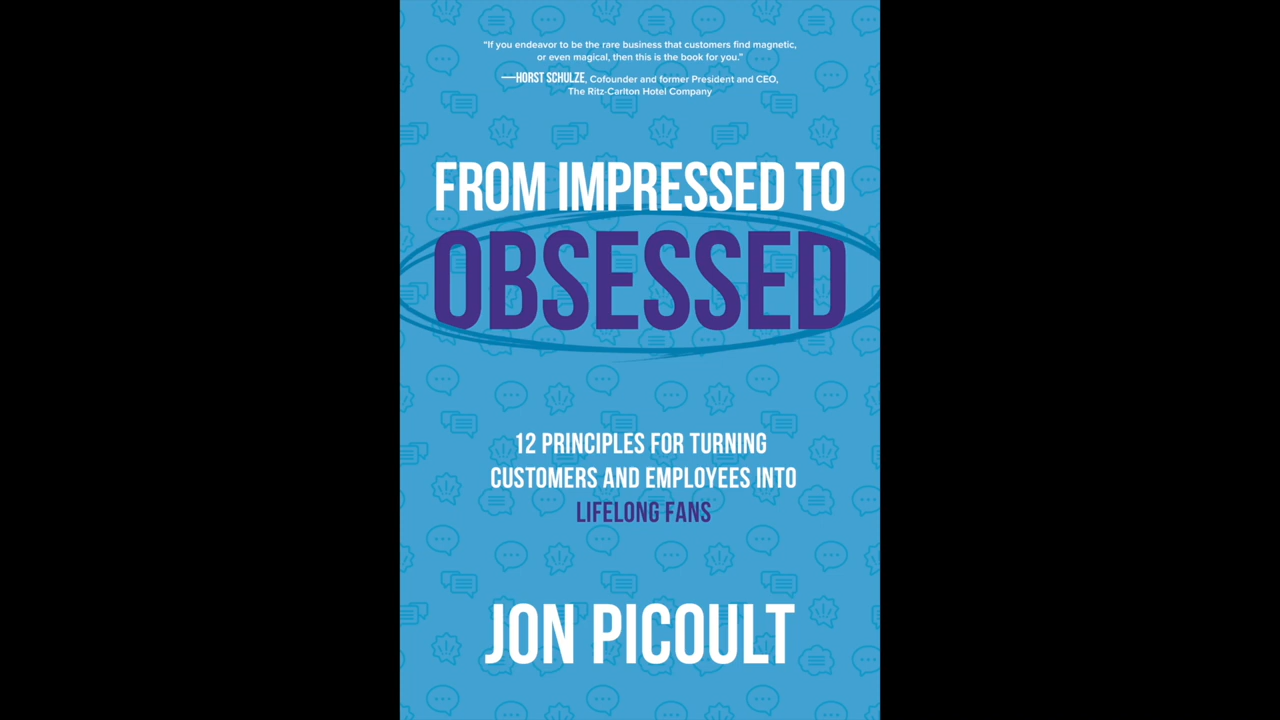 "If you endeavor to be the rare business that customers find magnetic,
or even magical, then this is the book for you."
—HORST SCHULZE, Cofounder and former President and CEO,
The Ritz-Carlton Hotel Company
FROM IMPRESSED TO
OBSESSED
12 PRINCIPLES FOR TURNING
CUSTOMERS AND EMPLOYEES INTO
LIFELONG FANS
JON PICOULT